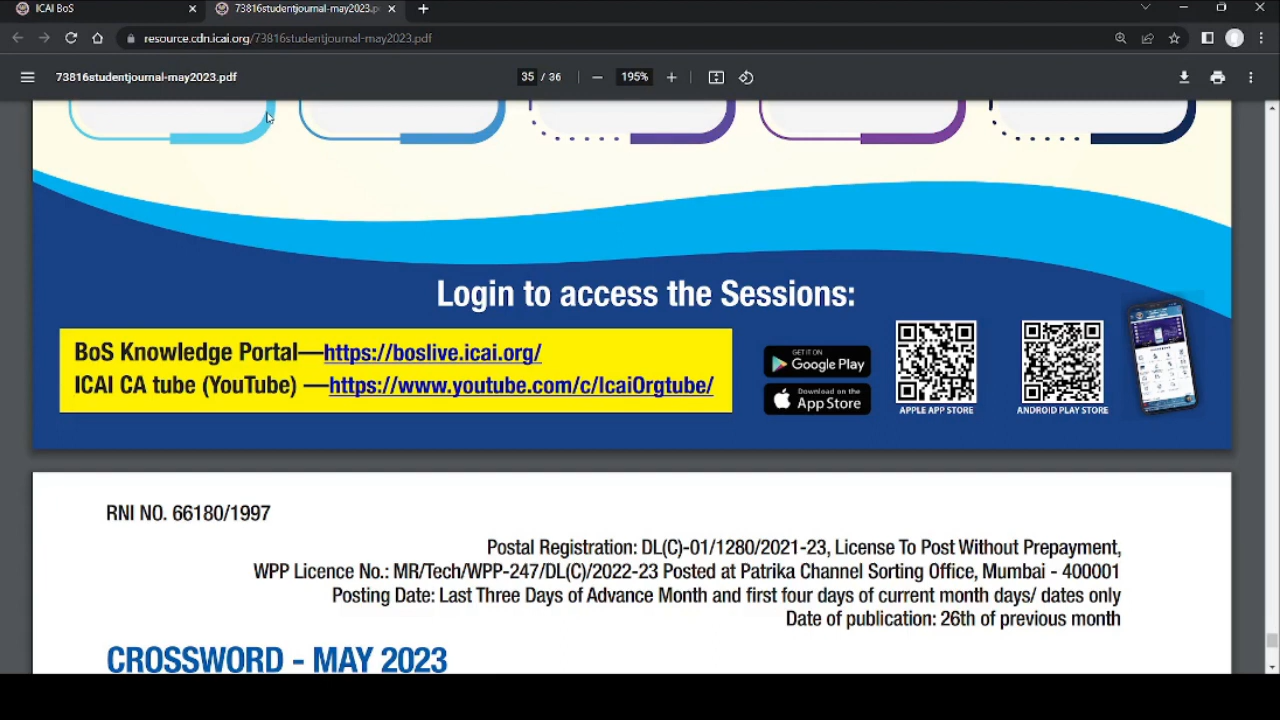 ICAI BoS
73816studentjournal-may2023.p
resource.cdn.icai.org/73816studentjournal-may2023.pdf
73816studentjournal-may2023.pdf
35 / 36
195%
Login to access the Sessions:
BoS Knowledge Portal—https://boslive.icai.org/
ICAI CA tube (YouTube) —https://www.youtube.com/c/IcaiOrgtube/
GET IT ON
Google Play
Download on the
App Store
APPLE APP STORE
ANDROID PLAY STORE
RNI NO. 66180/1997
Postal Registration: DL(C)-01/1280/2021-23, License To Post Without Prepayment,
WPP Licence No.: MR/Tech/WPP-247/DL(C)/2022-23 Posted at Patrika Channel Sorting Office, Mumbai - 400001
Posting Date: Last Three Days of Advance Month and first four days of current month days/ dates only
Date of publication: 26th of previous month
CROSSWORD - MAY 2023